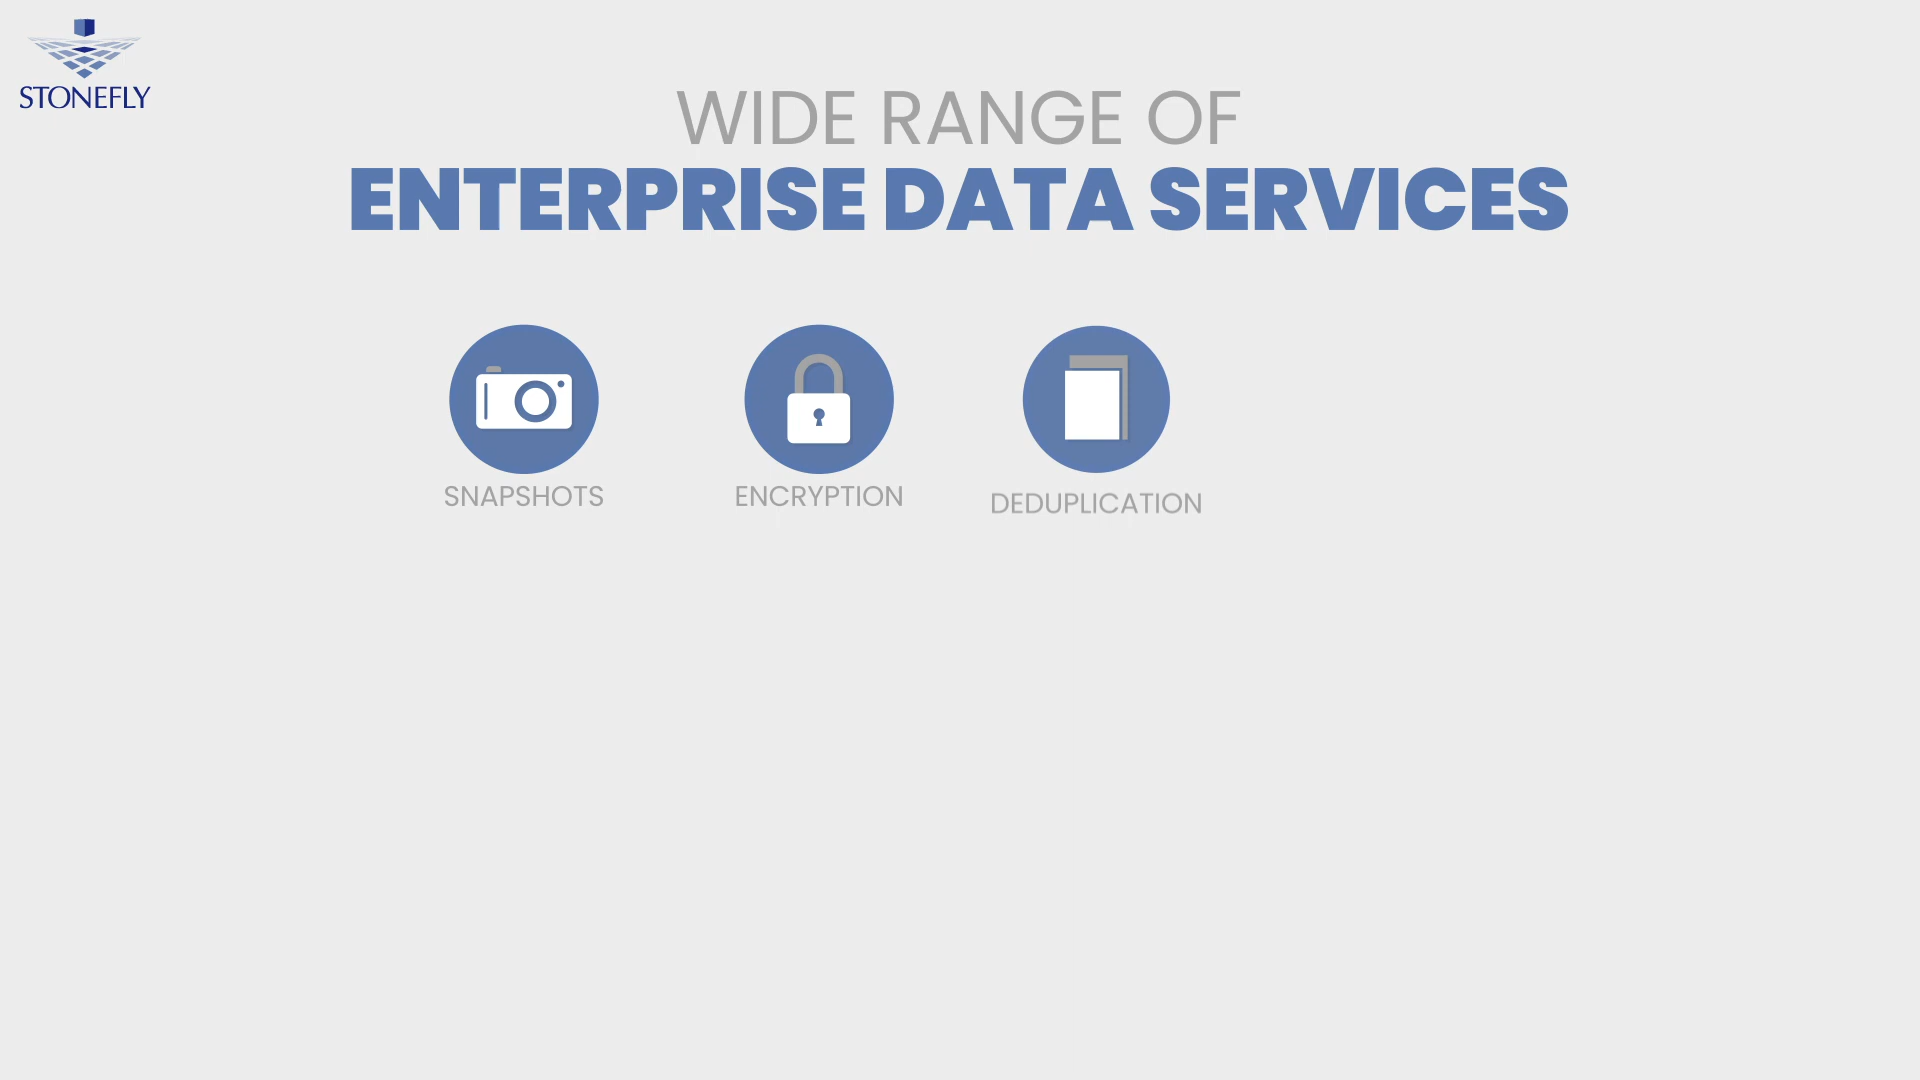 STONEFLY
WIDE RANGE OF
ENTERPRISE DATA SERVICES
SNAPSHOTS
ENCRYPTION
DEDUPLICATION